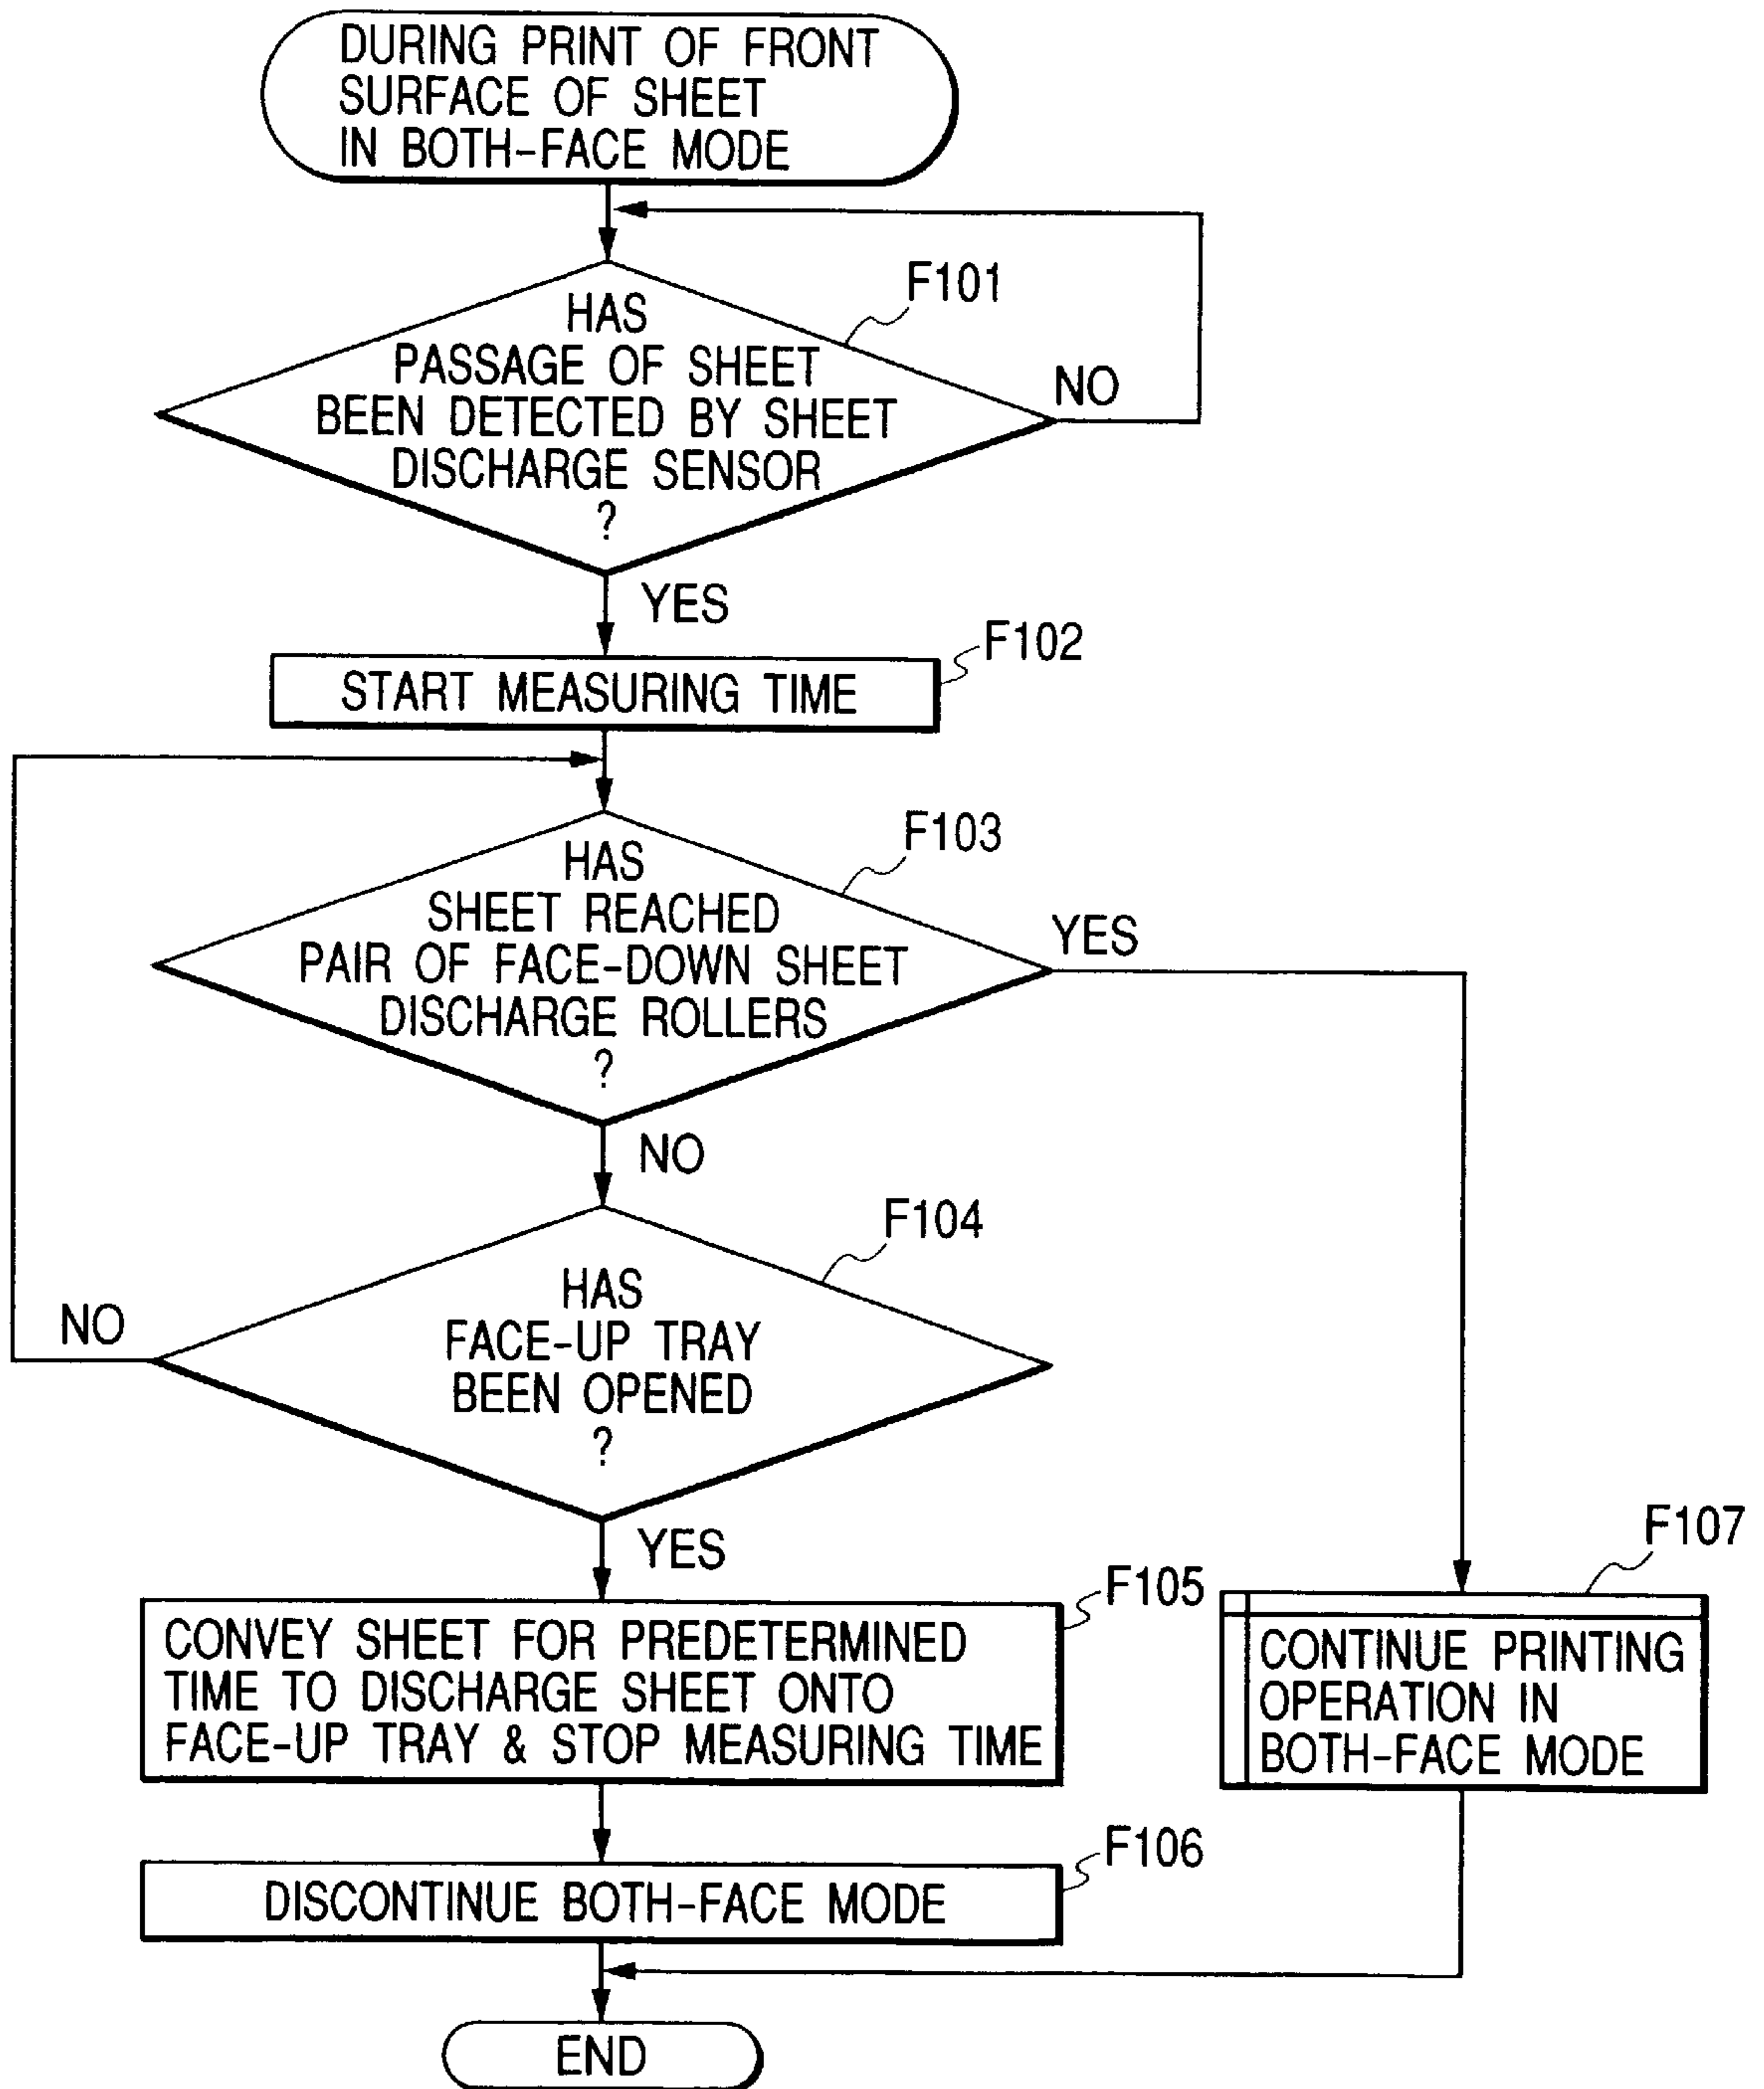 DURING PRINT OF FRONT
SURFACE OF SHEET
IN BOTH-FACE MODE
F101
HAS
PASSAGE OF SHEET
BEEN DETECTED BY SHEET
DISCHARGE SENSOR
?
NO
YES
F102
START MEASURING TIME
F103
HAS
SHEET REACHED
PAIR OF FACE-DOWN SHEET
DISCHARGE ROLLERS
?
YES
NO
F104
HAS
FACE-UP TRAY
BEEN OPENED
?
NO
YES
F105
CONVEY SHEET FOR PREDETERMINED
TIME TO DISCHARGE SHEET ONTO
FACE-UP TRAY & STOP MEASURING TIME
F107
CONTINUE PRINTING
OPERATION IN
BOTH-FACE MODE
F106
DISCONTINUE BOTH-FACE MODE
END